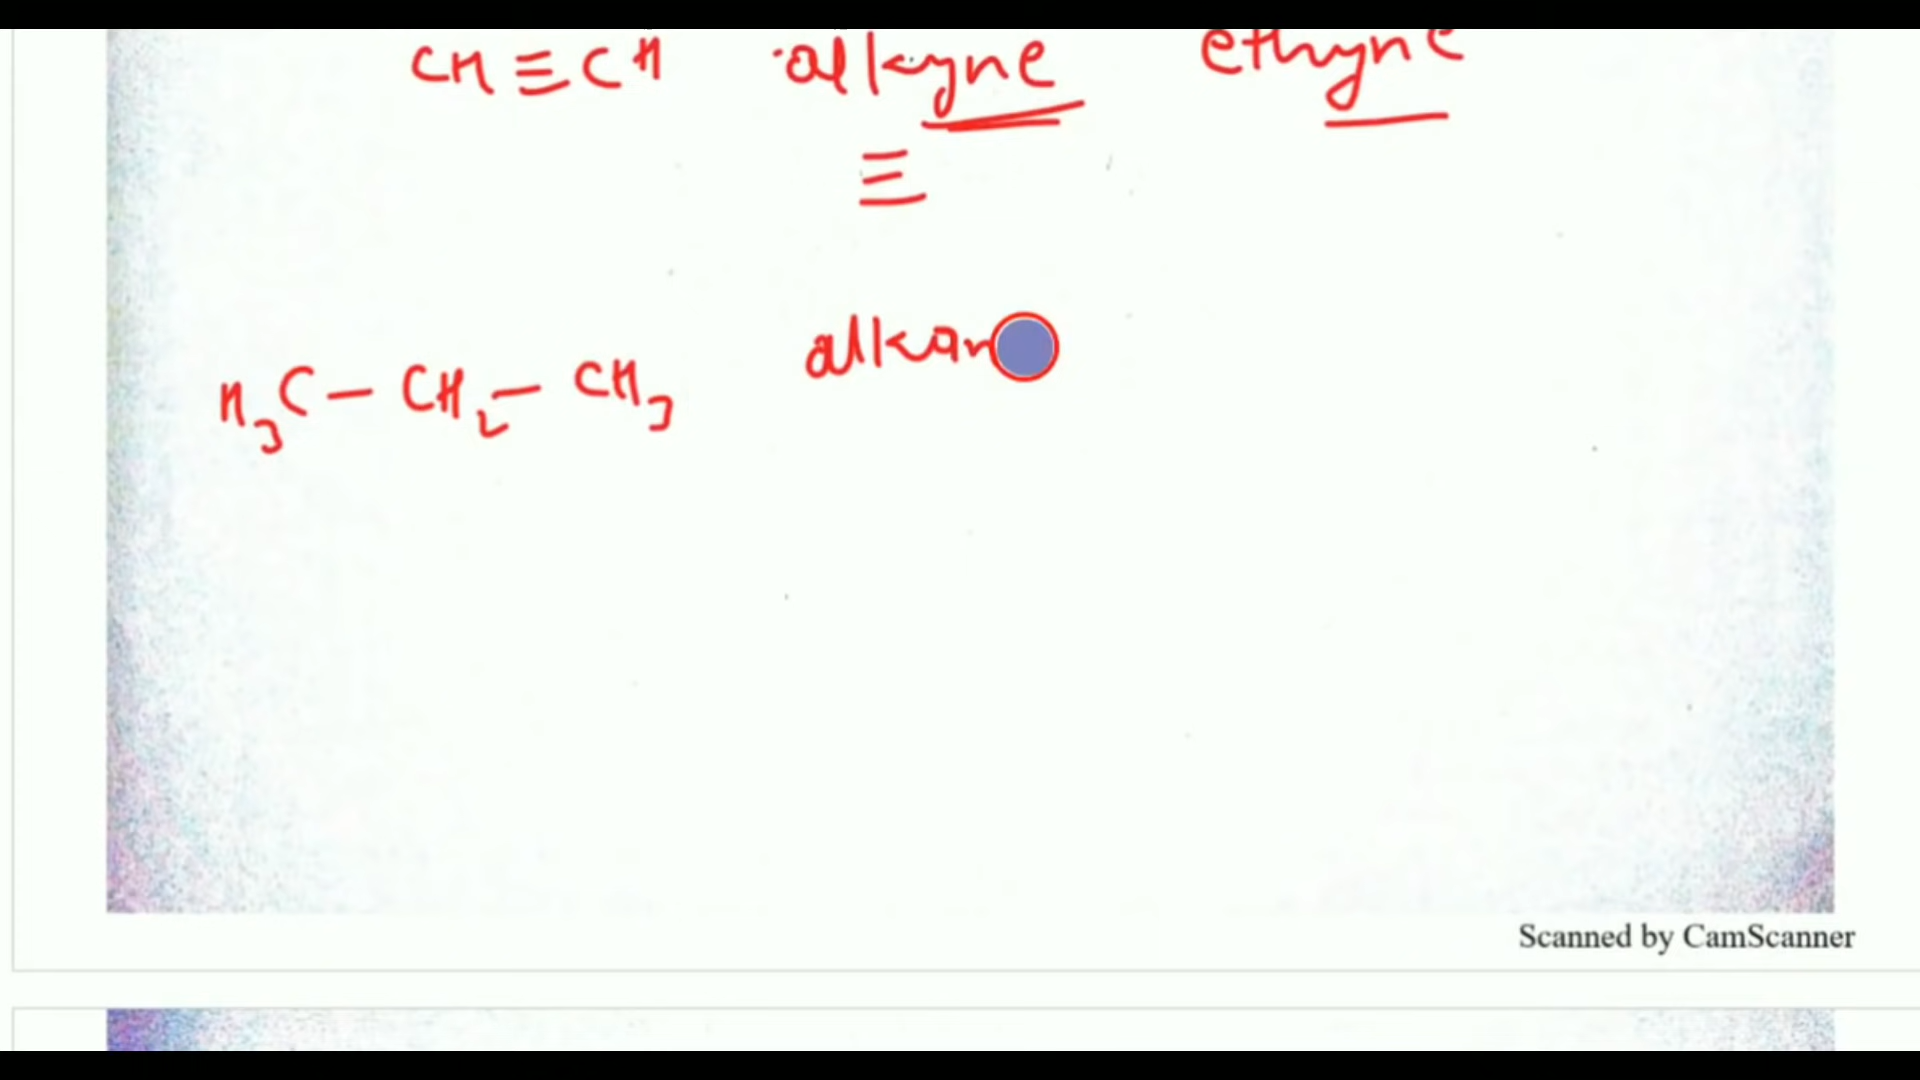 CH≡CH alkyne ethyne
≡
H₃C – CH₂ – CH₃ alkan
Scanned by CamScanner